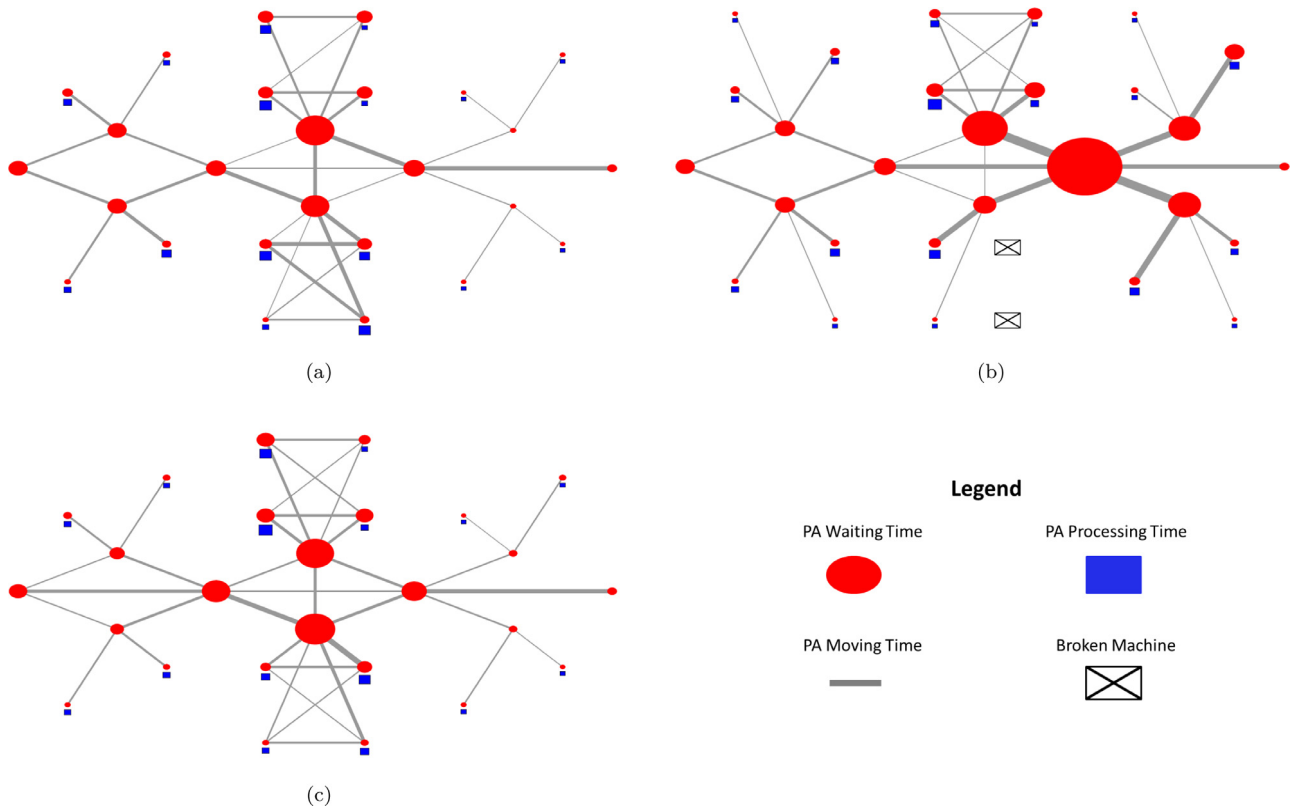 (a)
(b)
(c)
Legend
PA Waiting Time
PA Processing Time
PA Moving Time
Broken Machine